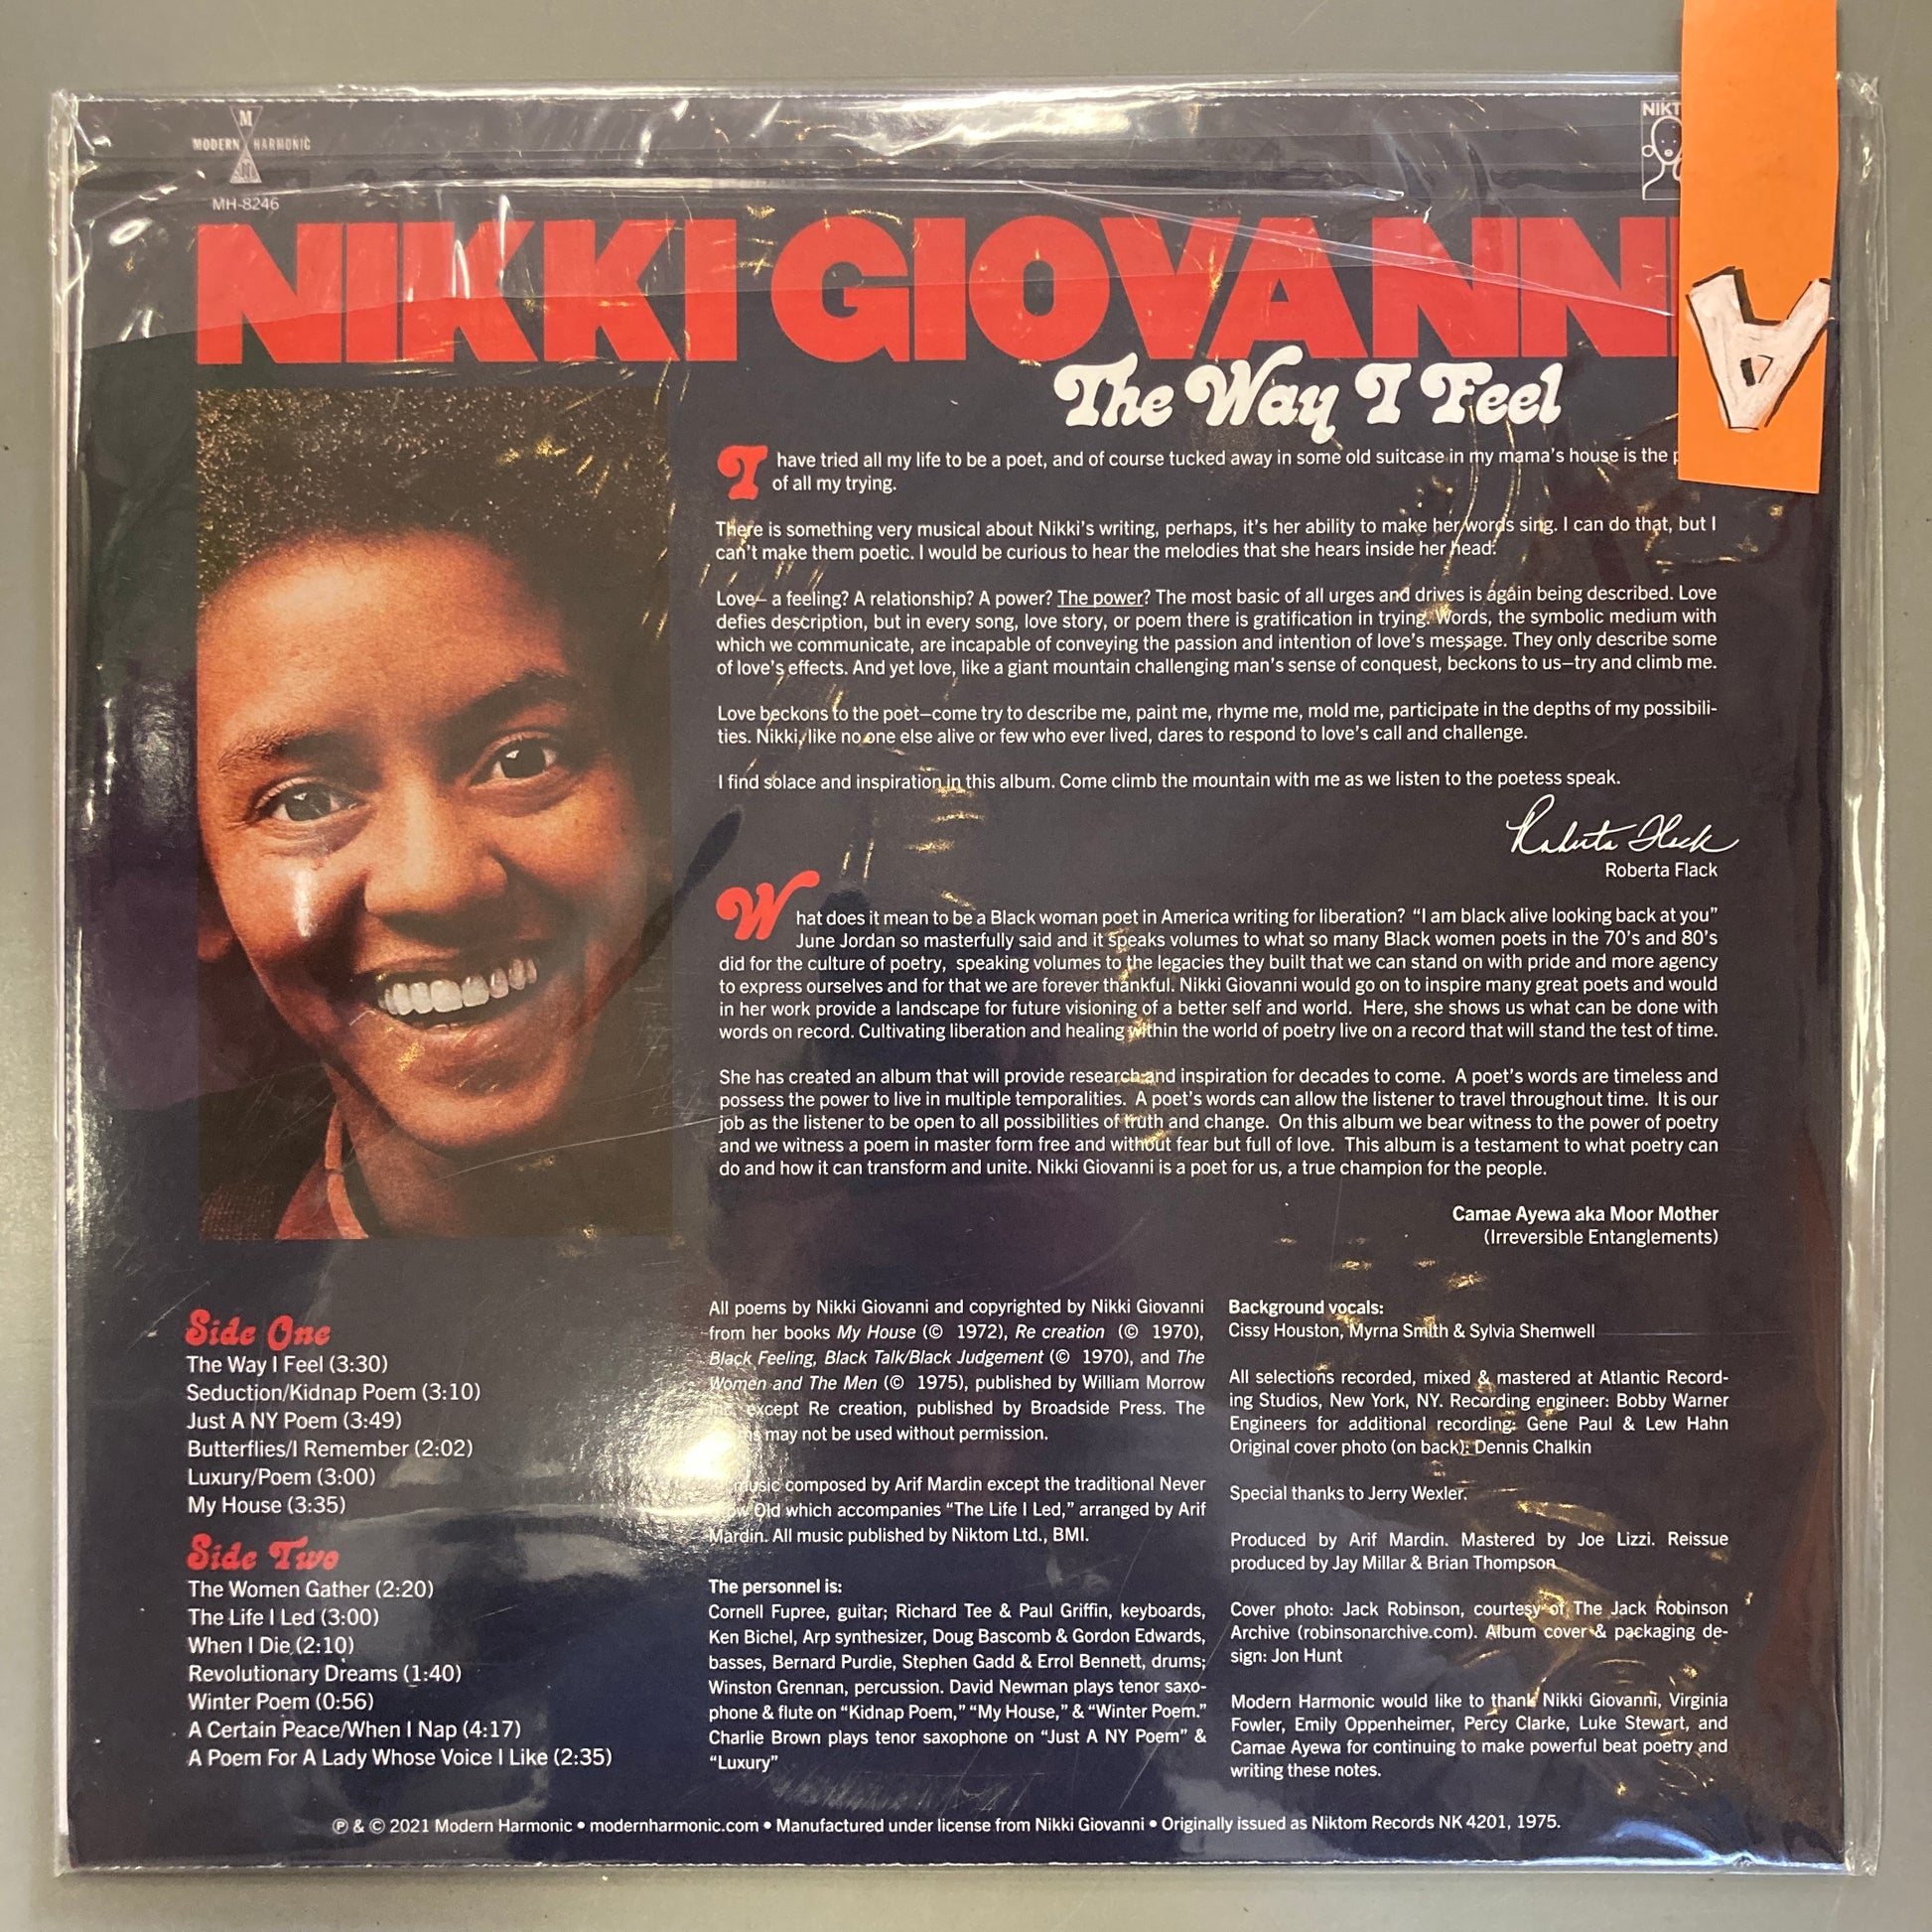 M
MODERN HARMONIC
MH-8246
NIKT
NIKKI GIOVANNI
The Way I Feel
A
I have tried all my life to be a poet, and of course tucked away in some old suitcase in my mama's house is the
of all my trying.
There is something very musical about Nikki's writing, perhaps, it's her ability to make her words sing. I can do that, but I
can't make them poetic. I would be curious to hear the melodies that she hears inside her head.
Love– a feeling? A relationship? A power? The power? The most basic of all urges and drives is again being described. Love
defies description, but in every song, love story, or poem there is gratification in trying. Words, the symbolic medium with
which we communicate, are incapable of conveying the passion and intention of love's message. They only describe some
of love's effects. And yet love, like a giant mountain challenging man's sense of conquest, beckons to us–try and climb me.
Love beckons to the poet–come try to describe me, paint me, rhyme me, mold me, participate in the depths of my possibili-
ties. Nikki, like no one else alive or few who ever lived, dares to respond to love's call and challenge.
I find solace and inspiration in this album. Come climb the mountain with me as we listen to the poetess speak.
Roberta Flack
Roberta Flack
What does it mean to be a Black woman poet in America writing for liberation? "I am black alive looking back at you"
June Jordan so masterfully said and it speaks volumes to what so many Black women poets in the 70's and 80's
did for the culture of poetry, speaking volumes to the legacies they built that we can stand on with pride and more agency
to express ourselves and for that we are forever thankful. Nikki Giovanni would go on to inspire many great poets and would
in her work provide a landscape for future visioning of a better self and world. Here, she shows us what can be done with
words on record. Cultivating liberation and healing within the world of poetry live on a record that will stand the test of time.
She has created an album that will provide research and inspiration for decades to come. A poet's words are timeless and
possess the power to live in multiple temporalities. A poet's words can allow the listener to travel throughout time. It is our
job as the listener to be open to all possibilities of truth and change. On this album we bear witness to the power of poetry
and we witness a poem in master form free and without fear but full of love. This album is a testament to what poetry can
do and how it can transform and unite. Nikki Giovanni is a poet for us, a true champion for the people.
Camae Ayewa aka Moor Mother
(Irreversible Entanglements)
Side One
The Way I Feel (3:30)
Seduction/Kidnap Poem (3:10)
Just A NY Poem (3:49)
Butterflies/I Remember (2:02)
Luxury/Poem (3:00)
My House (3:35)
Side Two
The Women Gather (2:20)
The Life I Led (3:00)
When I Die (2:10)
Revolutionary Dreams (1:40)
Winter Poem (0:56)
A Certain Peace/When I Nap (4:17)
A Poem For A Lady Whose Voice I Like (2:35)
All poems by Nikki Giovanni and copyrighted by Nikki Giovanni
from her books My House (© 1972), Re creation (© 1970),
Black Feeling, Black Talk/Black Judgement (© 1970), and The
Women and The Men (© 1975), published by William Morrow
except Re creation, published by Broadside Press. The
may not be used without permission.
music composed by Arif Mardin except the traditional Never
Old which accompanies "The Life I Led," arranged by Arif
Mardin. All music published by Niktom Ltd., BMI.
The personnel is:
Cornell Fupree, guitar; Richard Tee & Paul Griffin, keyboards,
Ken Bichel, Arp synthesizer, Doug Bascomb & Gordon Edwards,
basses, Bernard Purdie, Stephen Gadd & Errol Bennett, drums;
Winston Grennan, percussion. David Newman plays tenor saxo-
phone & flute on "Kidnap Poem," "My House," & "Winter Poem."
Charlie Brown plays tenor saxophone on "Just A NY Poem" &
"Luxury"
Background vocals:
Cissy Houston, Myrna Smith & Sylvia Shemwell
All selections recorded, mixed & mastered at Atlantic Record-
ing Studios, New York, NY. Recording engineer: Bobby Warner
Engineers for additional recording: Gene Paul & Lew Hahn
Original cover photo (on back): Dennis Chalkin
Special thanks to Jerry Wexler.
Produced by Arif Mardin. Mastered by Joe Lizzi. Reissue
produced by Jay Millar & Brian Thompson
Cover photo: Jack Robinson, courtesy of The Jack Robinson
Archive (robinsonarchive.com). Album cover & packaging de-
sign: Jon Hunt
Modern Harmonic would like to thank Nikki Giovanni, Virginia
Fowler, Emily Oppenheimer, Percy Clarke, Luke Stewart, and
Camae Ayewa for continuing to make powerful beat poetry and
writing these notes.
℗ & © 2021 Modern Harmonic • modernharmonic.com • Manufactured under license from Nikki Giovanni • Originally issued as Niktom Records NK 4201, 1975.